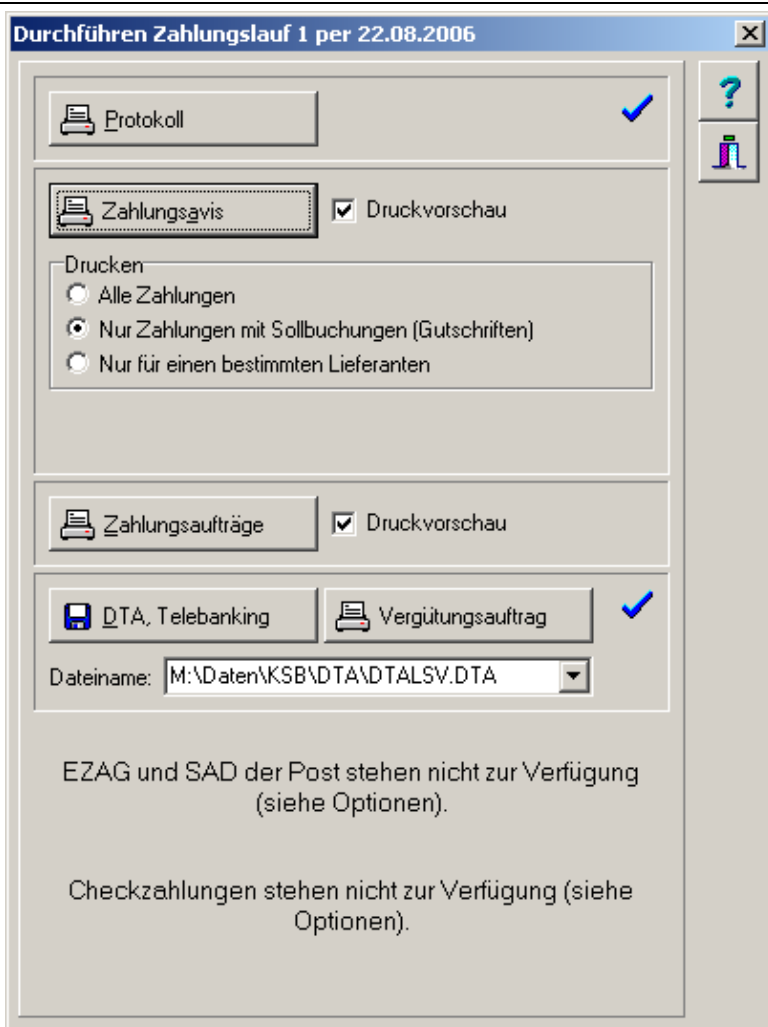 Durchführen Zahlungslauf 1 per 22.08.2006
?
Protokoll
Zahlungsavis
Druckvorschau
Drucken
Alle Zahlungen
Nur Zahlungen mit Sollbuchungen (Gutschriften)
Nur für einen bestimmten Lieferanten
Zahlungsaufträge
Druckvorschau
DTA, Telebanking
Vergütungsauftrag
Dateiname: M:\Daten\KSB\DTA\DTALSV.DTA
EZAG und SAD der Post stehen nicht zur Verfügung
(siehe Optionen).
Checkzahlungen stehen nicht zur Verfügung (siehe
Optionen).